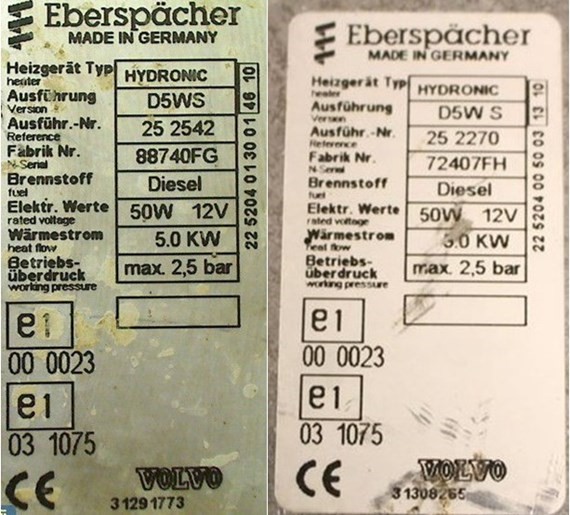 Eberspächer
MADE IN GERMANY
Heizgerät Typ HYDRONIC
heater
Ausführung D5WS
Version
Ausführ.-Nr. 25 2542
Reference
Fabrik Nr. 88740FG
N-Serial
Brennstoff Diesel
fuel
Elektr. Werte 50W 12V
rated voltage
Wärmestrom 5.0 KW
heat flow
Betriebs-
überdruck max. 2,5 bar
working pressure
22 5204 01 30 01 46 10
e1
00 0023
e1
03 1075
CE VOLVO
31291773
Eberspächer
MADE IN GERMANY
Heizgerät Typ HYDRONIC
heater
Ausführung D5W S
Version
Ausführ.-Nr. 25 2270
Reference
Fabrik Nr. 72407FH
N-Serial
Brennstoff Diesel
fuel
Elektr. Werte 50W 12V
rated voltage
Wärmestrom 5.0 KW
heat flow
Betriebs-
überdruck max. 2,5 bar
working pressure
22 5204 00 50 03 13 10
e1
00 0023
e1
03 1075
CE VOLVO
31308265